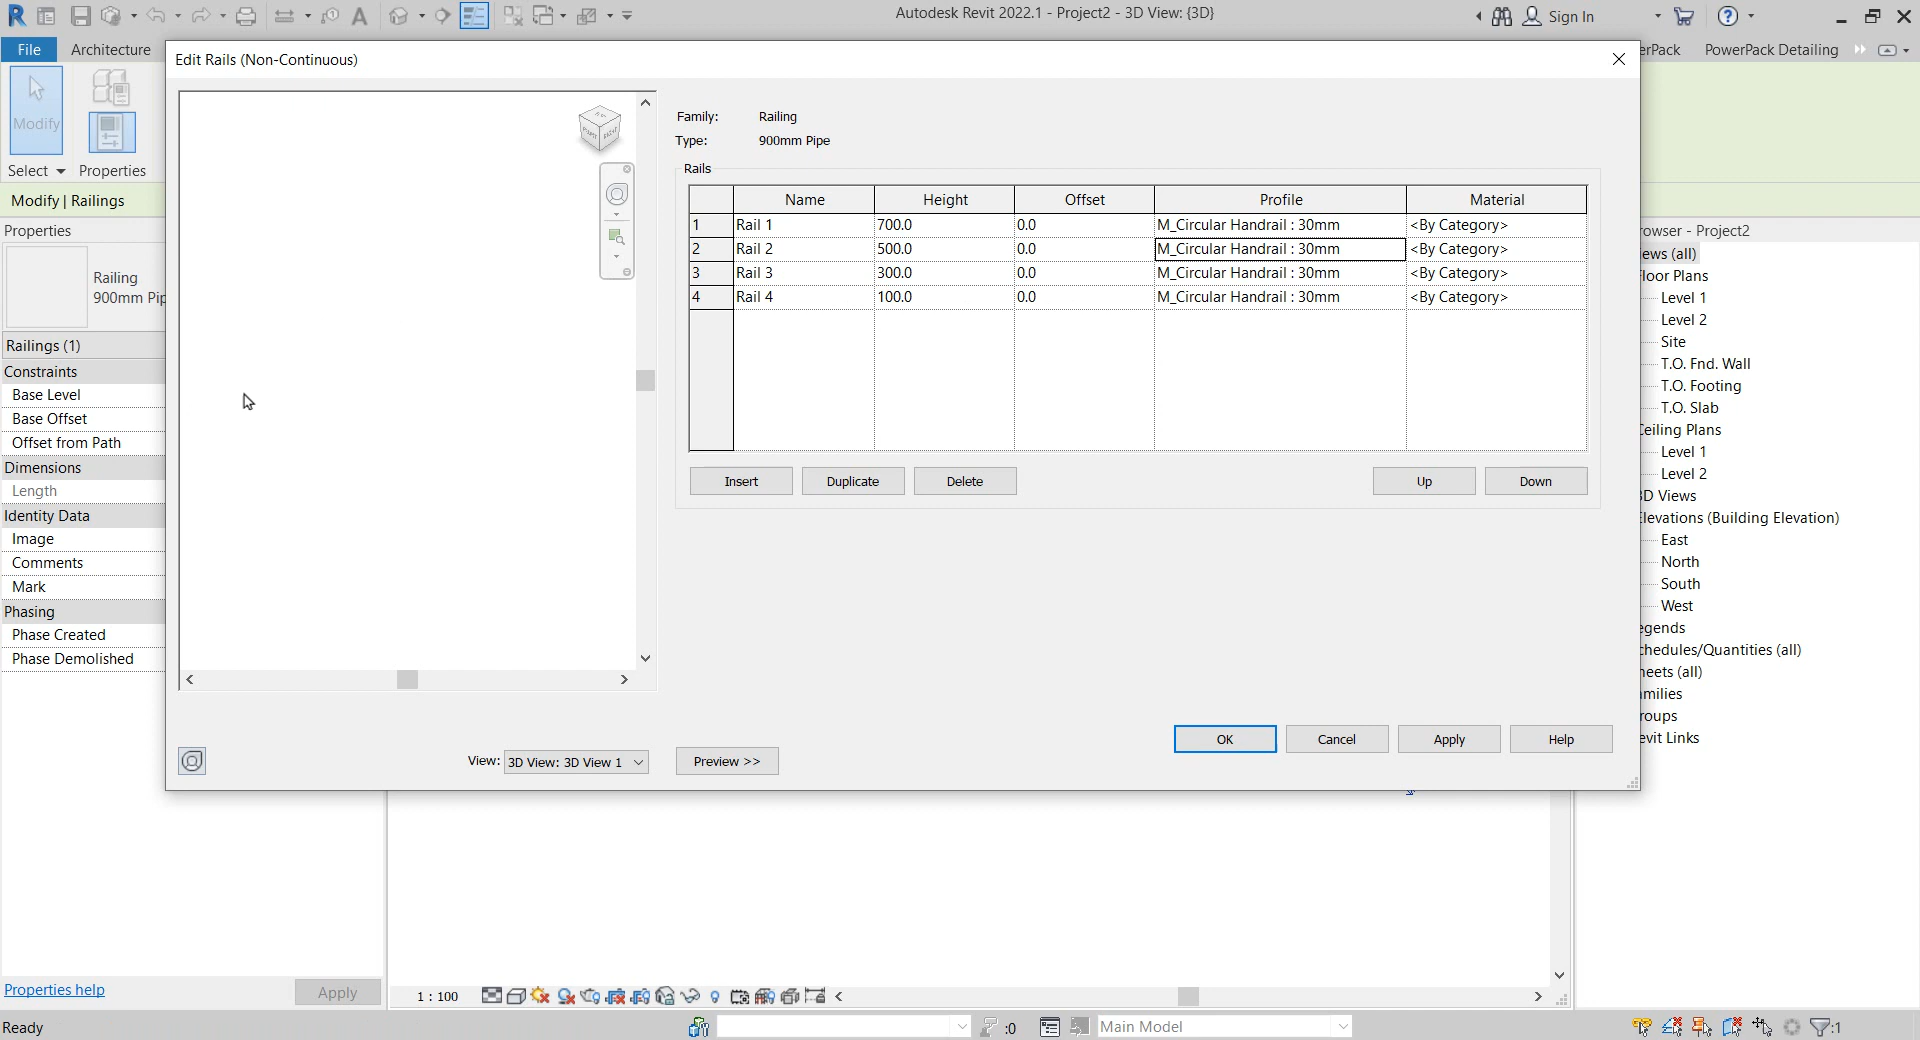 Autodesk Revit 2022.1 - Project2 - 3D View: {3D}
Sign In
File
Architecture
erPack
PowerPack Detailing
Modify
Select
Properties
Modify | Railings
Properties
Railing
900mm Pip
Railings (1)
Constraints
Base Level
Base Offset
Offset from Path
Dimensions
Length
Identity Data
Image
Comments
Mark
Phasing
Phase Created
Phase Demolished
Properties help
Apply
Edit Rails (Non-Continuous)
Family: Railing
Type: 900mm Pipe
Rails
Name Height Offset Profile Material
1 Rail 1 700.0 0.0 M_Circular Handrail : 30mm <By Category>
2 Rail 2 500.0 0.0 M_Circular Handrail : 30mm <By Category>
3 Rail 3 300.0 0.0 M_Circular Handrail : 30mm <By Category>
4 Rail 4 100.0 0.0 M_Circular Handrail : 30mm <By Category>
Insert Duplicate Delete Up Down
OK Cancel Apply Help
View: 3D View: 3D View 1
Preview >>
rowser - Project2
iews (all)
Floor Plans
Level 1
Level 2
Site
T.O. Fnd. Wall
T.O. Footing
T.O. Slab
Ceiling Plans
Level 1
Level 2
3D Views
Elevations (Building Elevation)
East
North
South
West
egends
chedules/Quantities (all)
heets (all)
amilies
roups
evit Links
1 : 100
Ready
:0
Main Model
:1